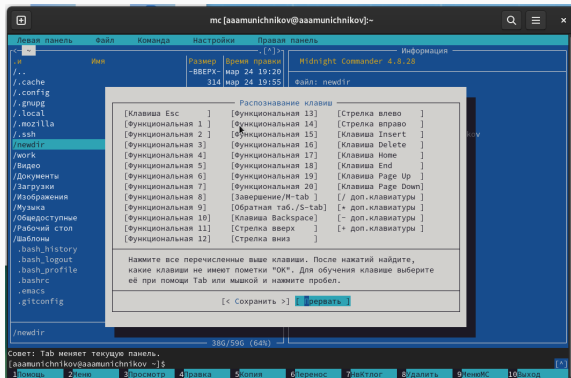 mc [aaamunichnikov@aaamunichnikov]:~
Левая панель Файл Команда Настройки Правая панель
<— ~ .[^]>
Информация
.и Имя Размер Время правки
Midnight Commander 4.8.28
/.. -ВВЕРХ- мар 24 19:20
/.cache 314 мар 24 19:55
Файл: newdir
/.config
/.gnupg
/.local
/.mozilla
/.ssh
/newdir
/work
/Видео
/Документы
/Загрузки
/Изображения
/Музыка
/Общедоступные
/Рабочий стол
/Шаблоны
.bash_history
.bash_logout
.bash_profile
.bashrc
.emacs
.gitconfig
kov
Распознавание клавиш
[Клавиша Esc ] [Функциональная 13] [Стрелка влево ]
[Функциональная 1 ] [Функциональная 14] [Стрелка вправо ]
[Функциональная 2 ] [Функциональная 15] [Клавиша Insert ]
[Функциональная 3] [Функциональная 16] [Клавиша Delete ]
[Функциональная 4] [Функциональная 17] [Клавиша Home ]
[Функциональная 5] [Функциональная 18] [Клавиша End ]
[Функциональная 6] [Функциональная 19] [Клавиша Page Up ]
[Функциональная 7] [Функциональная 20] [Клавиша Page Down]
[Функциональная 8] [Завершение/M-tab ] [/ доп.клавиатуры ]
[Функциональная 9] [Обратная таб./S-tab] [* доп.клавиатуры ]
[Функциональная 10] [Клавиша Backspace] [- доп.клавиатуры ]
[Функциональная 11] [Стрелка вверх ] [+ доп.клавиатуры ]
[Функциональная 12] [Стрелка вниз ]
Нажмите все перечисленные выше клавиши. После нажатий найдите,
какие клавиши не имеют пометки "OK". Для обучения клавише выберите
её при помощи Tab или мышкой и нажмите пробел.
[< Сохранить >] [ Прервать ]
/newdir
38G/59G (64%)
Совет: Tab меняет текущую панель.
[aaamunichnikov@aaamunichnikov ~]$ [^]
1Помощь 2Меню 3Просмотр 4Правка 5Копия 6Перенос 7НвКтлог 8Удалить 9МенюMC 10Выход